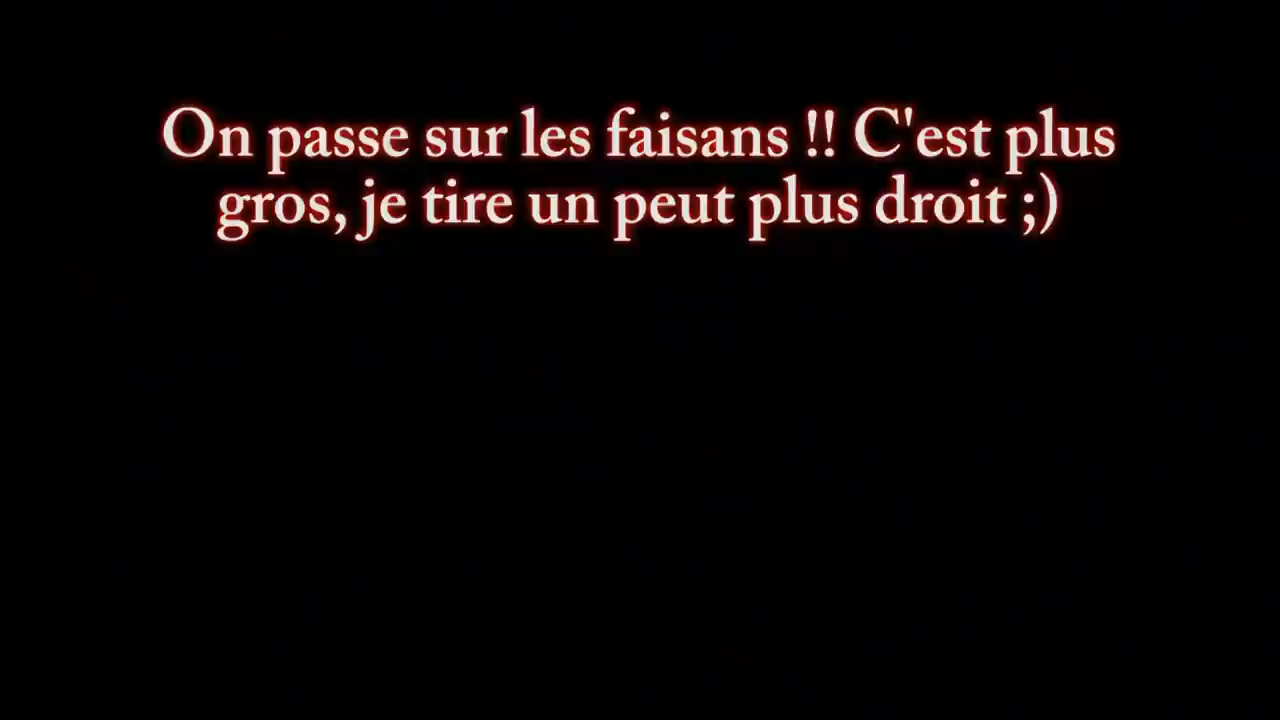 On passe sur les faisans !! C'est plus
gros, je tire un peut plus droit ;)